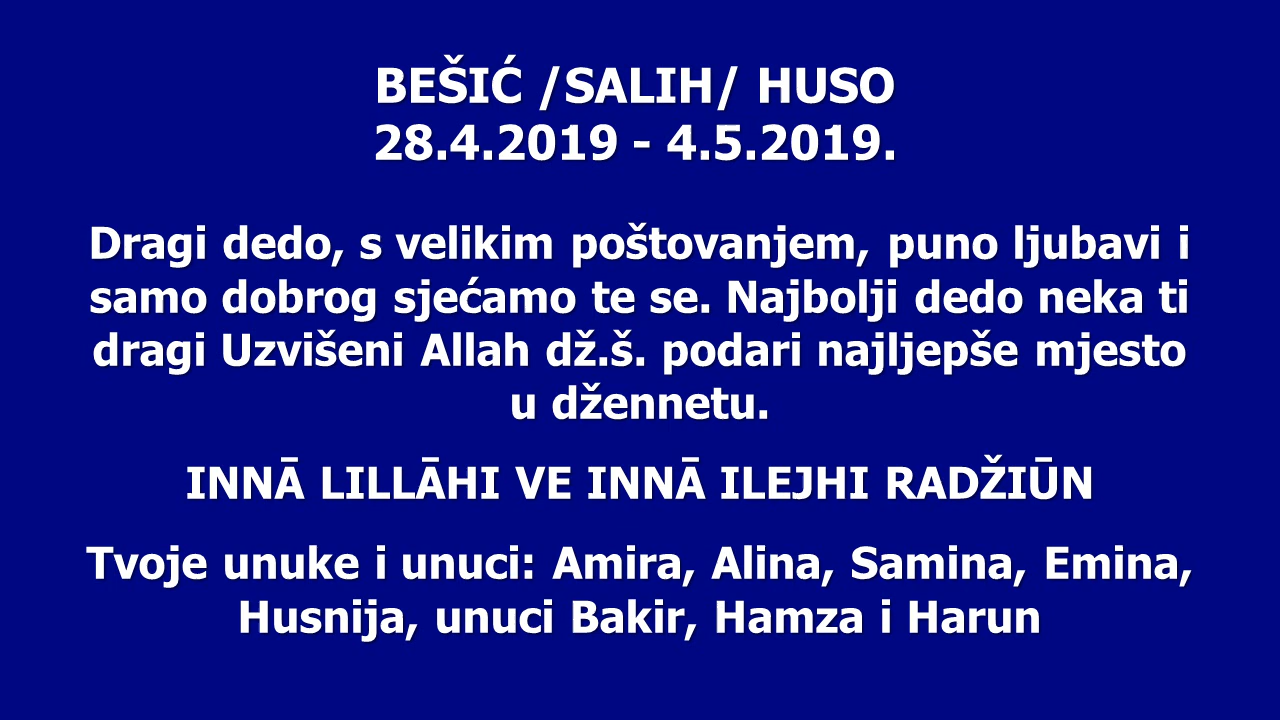 BEŠIĆ /SALIH/ HUSO
28.4.2019 - 4.5.2019.
Dragi dedo, s velikim poštovanjem, puno ljubavi i
samo dobrog sjećamo te se. Najbolji dedo neka ti
dragi Uzvišeni Allah dž.š. podari najljepše mjesto
u džennetu.
INNĀ LILLĀHI VE INNĀ ILEJHI RADŽIŪN
Tvoje unuke i unuci: Amira, Alina, Samina, Emina,
Husnija, unuci Bakir, Hamza i Harun